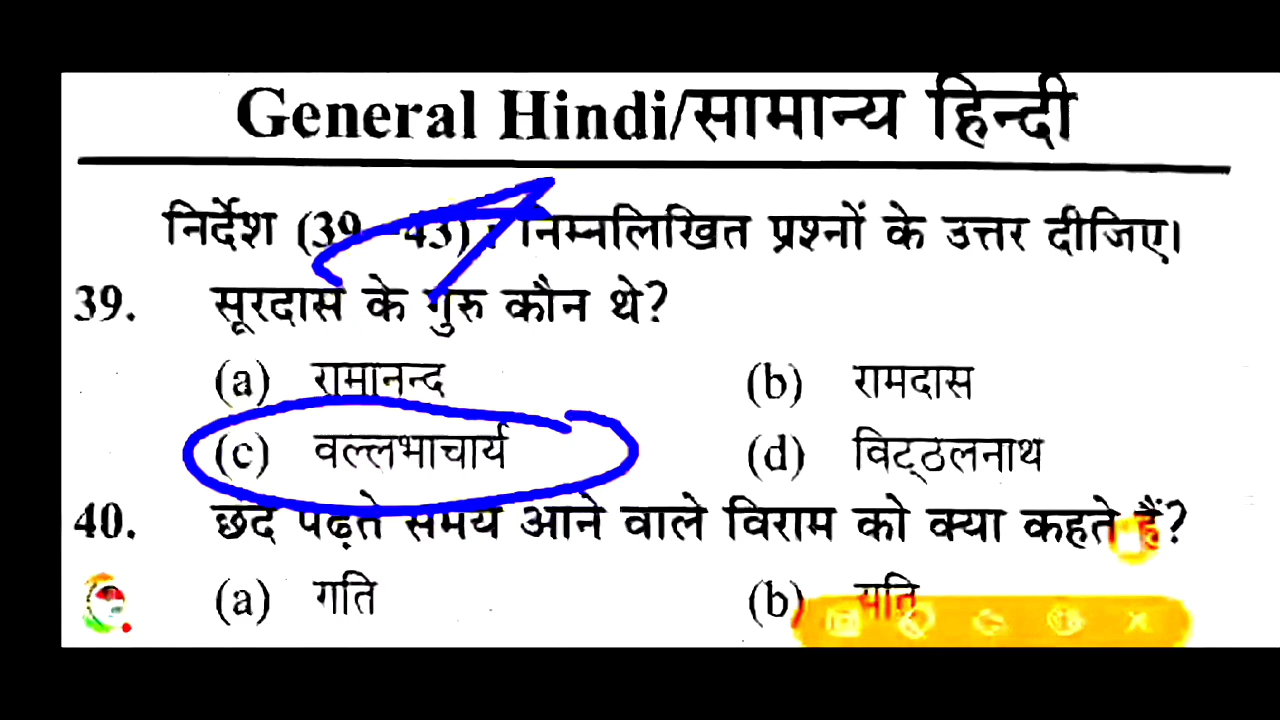 General Hindi/सामान्य हिन्दी
निर्देश (39-43) : निम्नलिखित प्रश्नों के उत्तर दीजिए।
39. सूरदास के गुरु कौन थे?
(a) रामानन्द (b) रामदास
(c) वल्लभाचार्य (d) विट्ठलनाथ
40. छंद पढ़ते समय आने वाले विराम को क्या कहते हैं?
(a) गति (b) यति